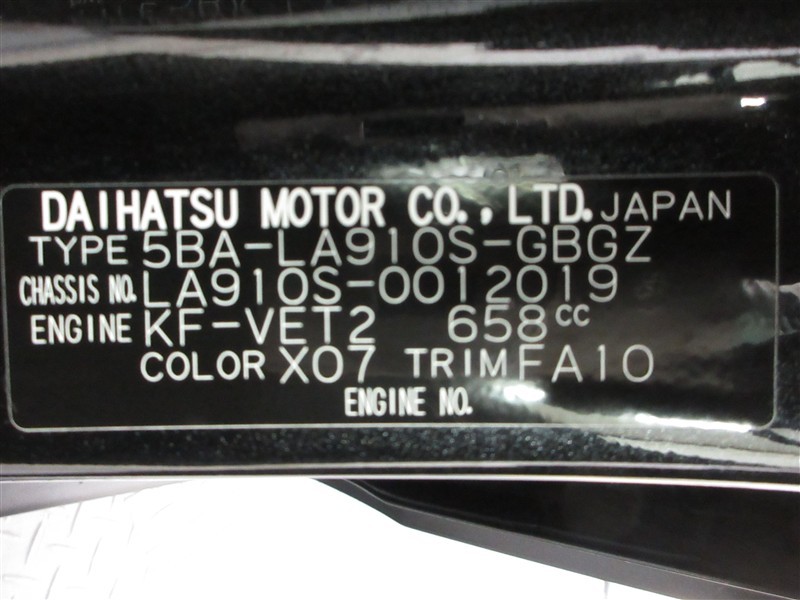 DAIHATSU MOTOR CO., LTD. JAPAN
TYPE 5BA-LA910S-GBGZ
CHASSIS NO. LA910S-0012019
ENGINE KF-VET2 658cc
COLOR X07 TRIM FA10
ENGINE NO.